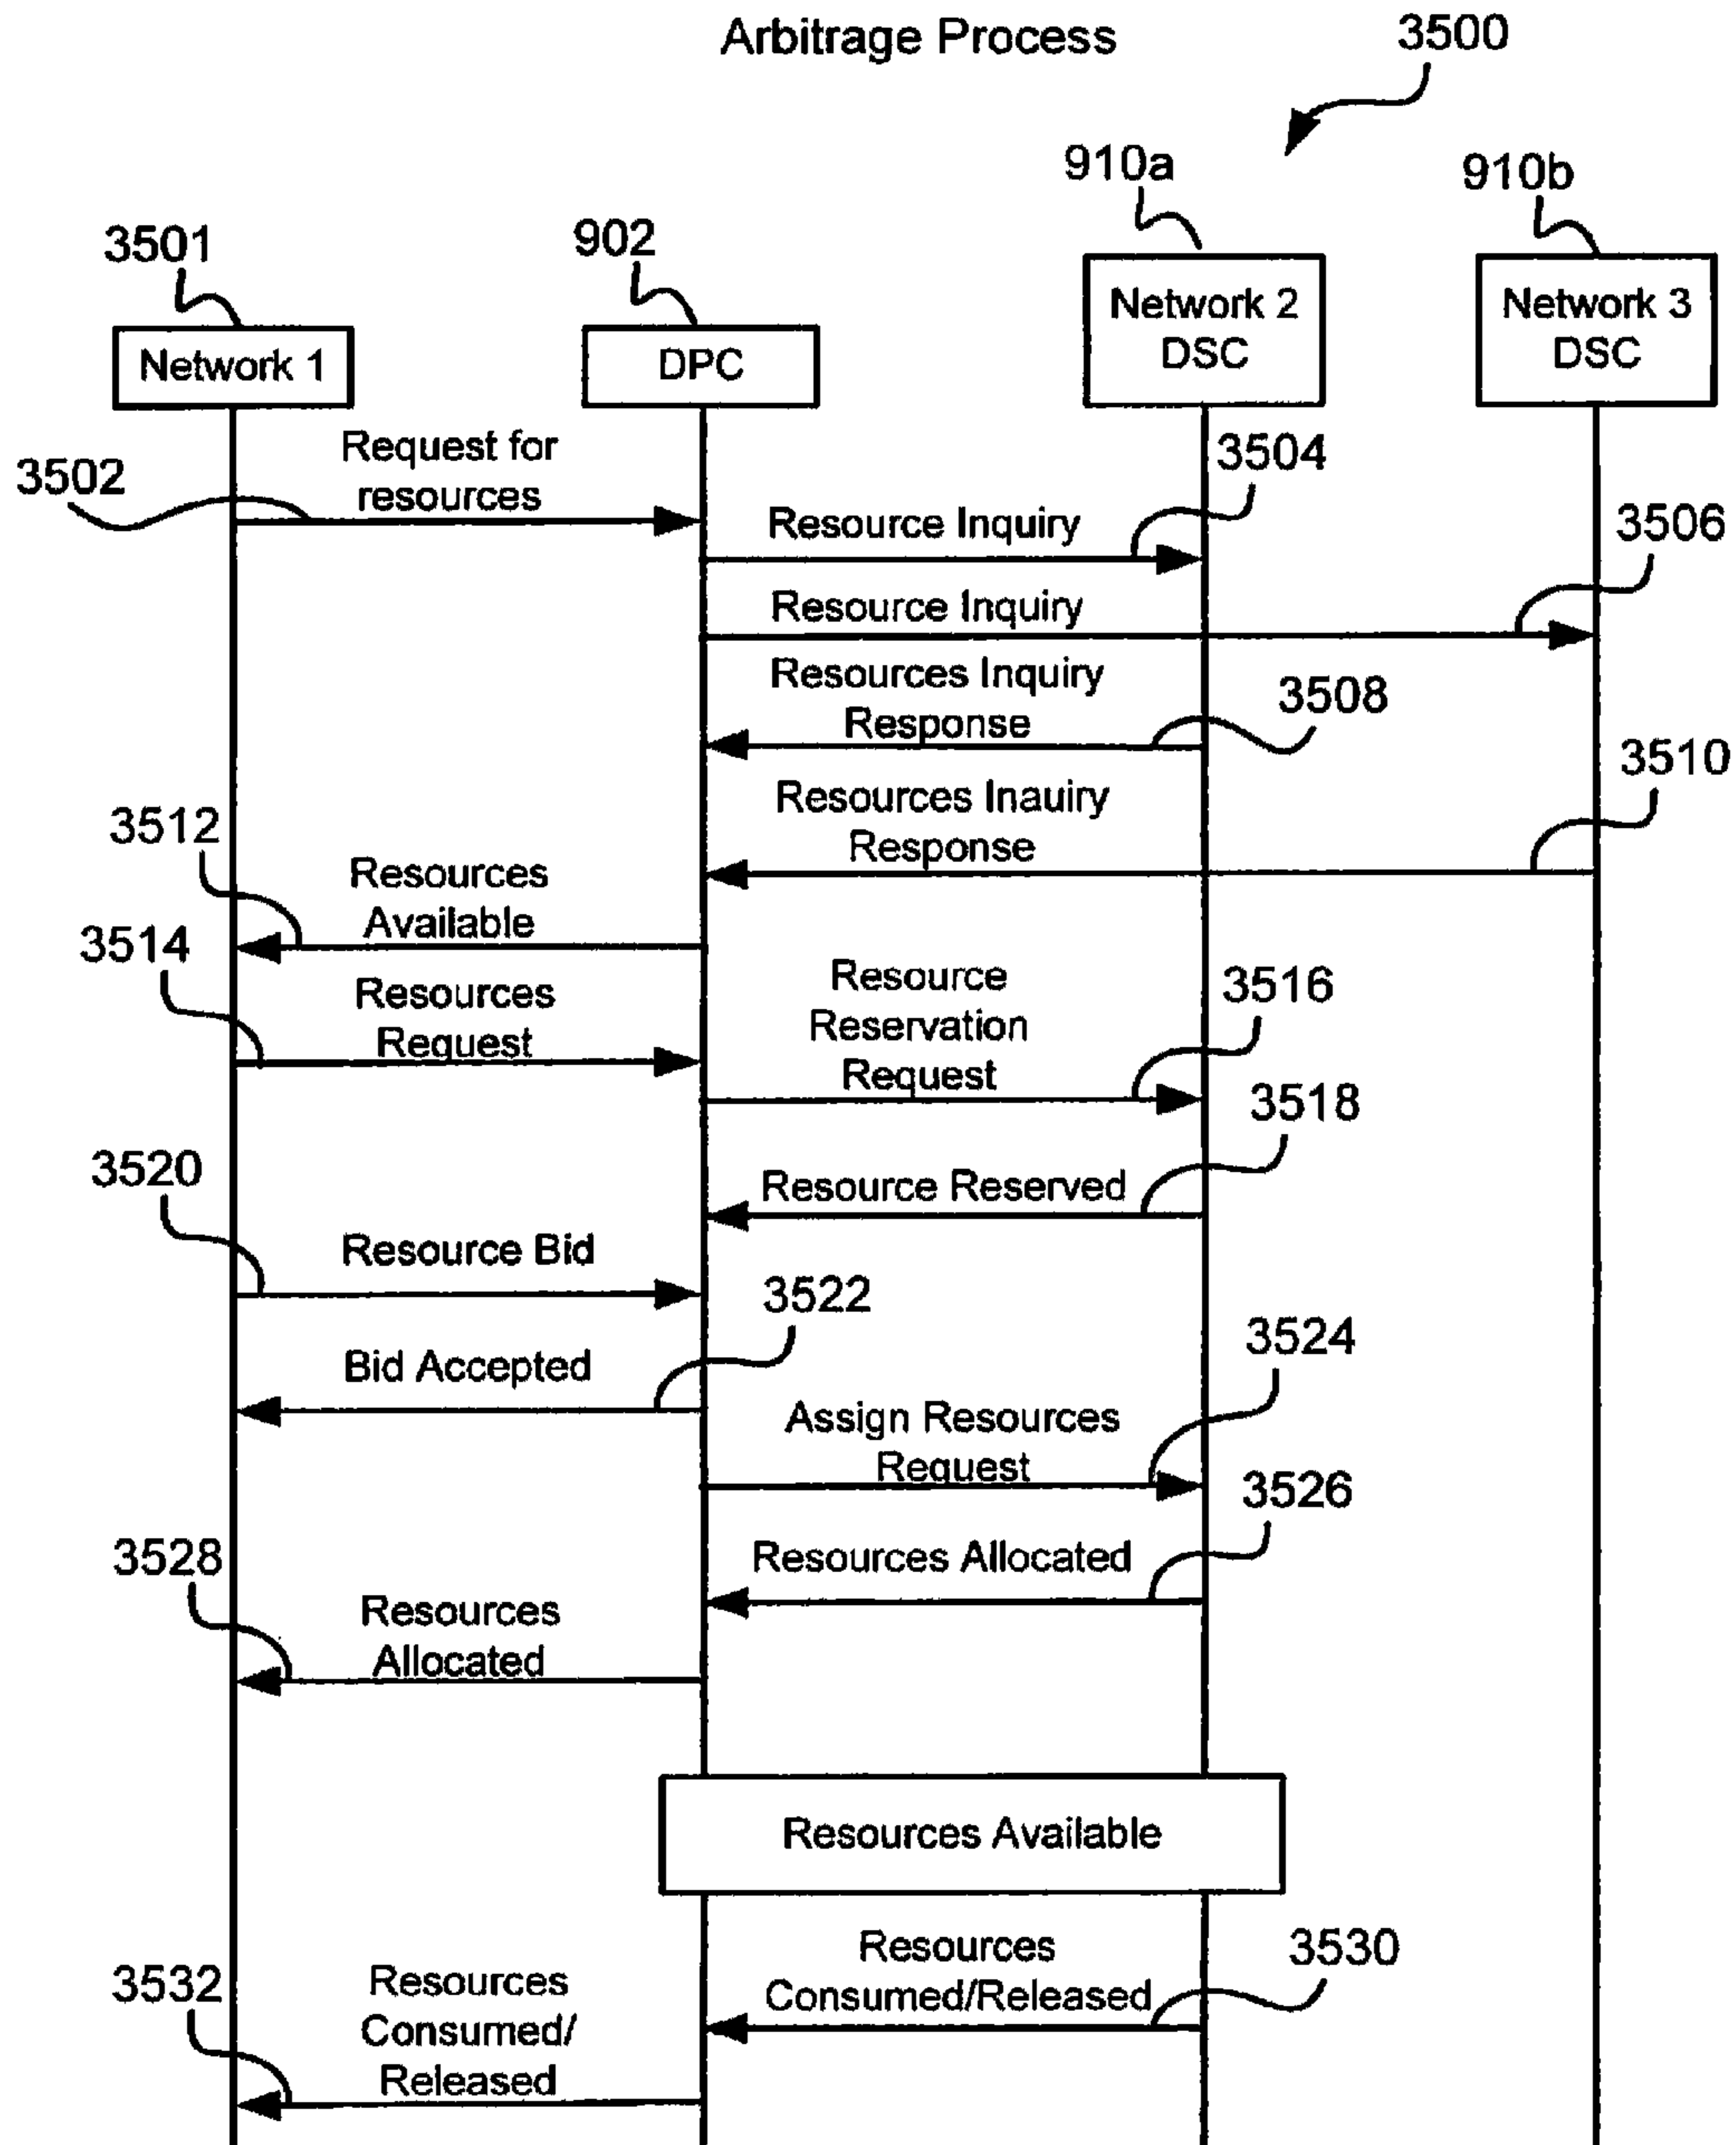 Arbitrage Process
3500
910a
910b
3501
902
Network 1
DPC
Network 2
DSC
Network 3
DSC
3502
Request for
resources
3504
Resource Inquiry
3506
Resource Inquiry
Resources Inquiry
Response
3508
3510
Resources Inauiry
Response
3512
Resources
Available
3514
Resources
Request
Resource
Reservation
Request
3516
3518
Resource Reserved
3520
Resource Bid
3522
Bid Accepted
3524
Assign Resources
Request
3526
Resources Allocated
3528
Resources
Allocated
Resources Available
Resources
Consumed/Released
3530
3532
Resources
Consumed/
Released